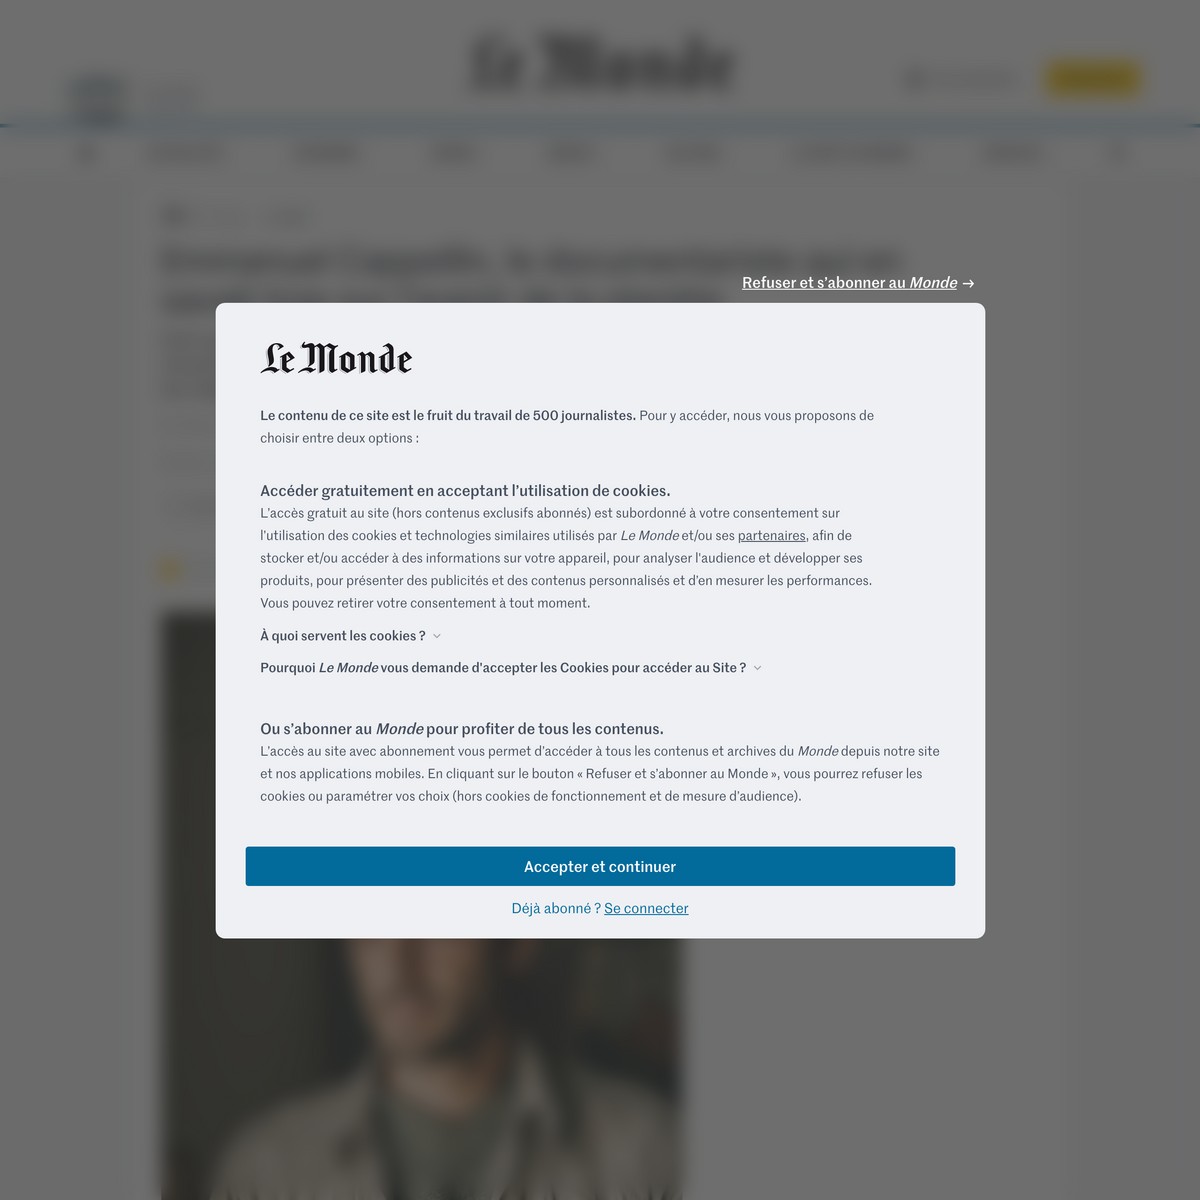 Le Monde
Emmanuel Cappellin, le documentariste qui en
Refuser et s’abonner au Monde →
Le Monde
Le contenu de ce site est le fruit du travail de 500 journalistes. Pour y accéder, nous vous proposons de
choisir entre deux options :
Accéder gratuitement en acceptant l’utilisation de cookies.
L’accès gratuit au site (hors contenus exclusifs abonnés) est subordonné à votre consentement sur
l’utilisation des cookies et technologies similaires utilisés par Le Monde et/ou ses partenaires, afin de
stocker et/ou accéder à des informations sur votre appareil, pour analyser l’audience et développer ses
produits, pour présenter des publicités et des contenus personnalisés et d’en mesurer les performances.
Vous pouvez retirer votre consentement à tout moment.
À quoi servent les cookies ?
Pourquoi Le Monde vous demande d’accepter les Cookies pour accéder au Site ?
Ou s’abonner au Monde pour profiter de tous les contenus.
L’accès au site avec abonnement vous permet d’accéder à tous les contenus et archives du Monde depuis notre site
et nos applications mobiles. En cliquant sur le bouton « Refuser et s’abonner au Monde », vous pourrez refuser les
cookies ou paramétrer vos choix (hors cookies de fonctionnement et de mesure d’audience).
Accepter et continuer
Déjà abonné ? Se connecter